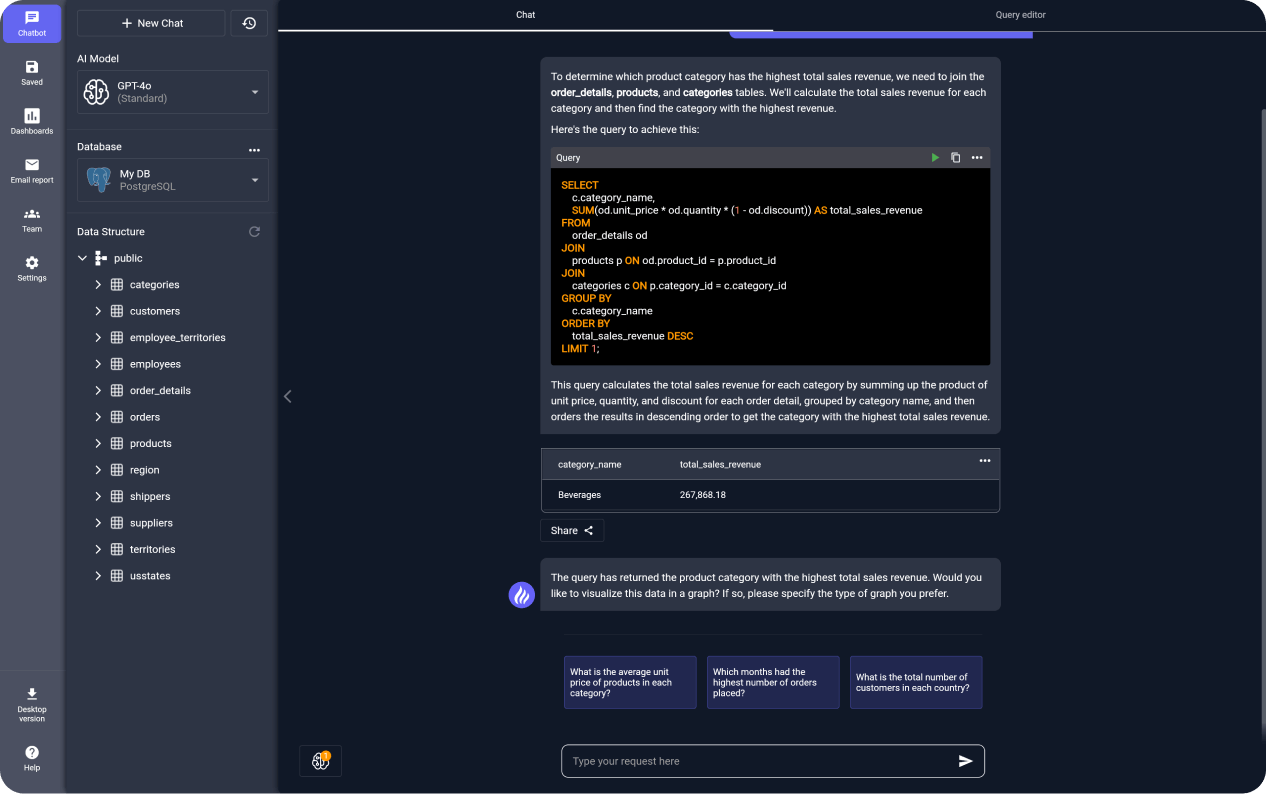 Chatbot
Saved
Dashboards
Email report
Team
Settings
Desktop
version
Help
New Chat
AI Model
GPT-4o
(Standard)
Database
My DB
PostgreSQL
Data Structure
public
categories
customers
employee_territories
employees
order_details
orders
products
region
shippers
suppliers
territories
usstates
Chat
Query editor
To determine which product category has the highest total sales revenue, we need to join the
order_details, products, and categories tables. We'll calculate the total sales revenue for each
category and then find the category with the highest revenue.
Here's the query to achieve this:
Query
SELECT
c.category_name,
SUM(od.unit_price * od.quantity * (1 - od.discount)) AS total_sales_revenue
FROM
order_details od
JOIN
products p ON od.product_id = p.product_id
JOIN
categories c ON p.category_id = c.category_id
GROUP BY
c.category_name
ORDER BY
total_sales_revenue DESC
LIMIT 1;
This query calculates the total sales revenue for each category by summing up the product of
unit price, quantity, and discount for each order detail, grouped by category name, and then
orders the results in descending order to get the category with the highest total sales revenue.
category_name total_sales_revenue
Beverages 267,868.18
Share
The query has returned the product category with the highest total sales revenue. Would you
like to visualize this data in a graph? If so, please specify the type of graph you prefer.
What is the average unit
price of products in each
category?
Which months had the
highest number of orders
placed?
What is the total number of
customers in each country?
1
Type your request here